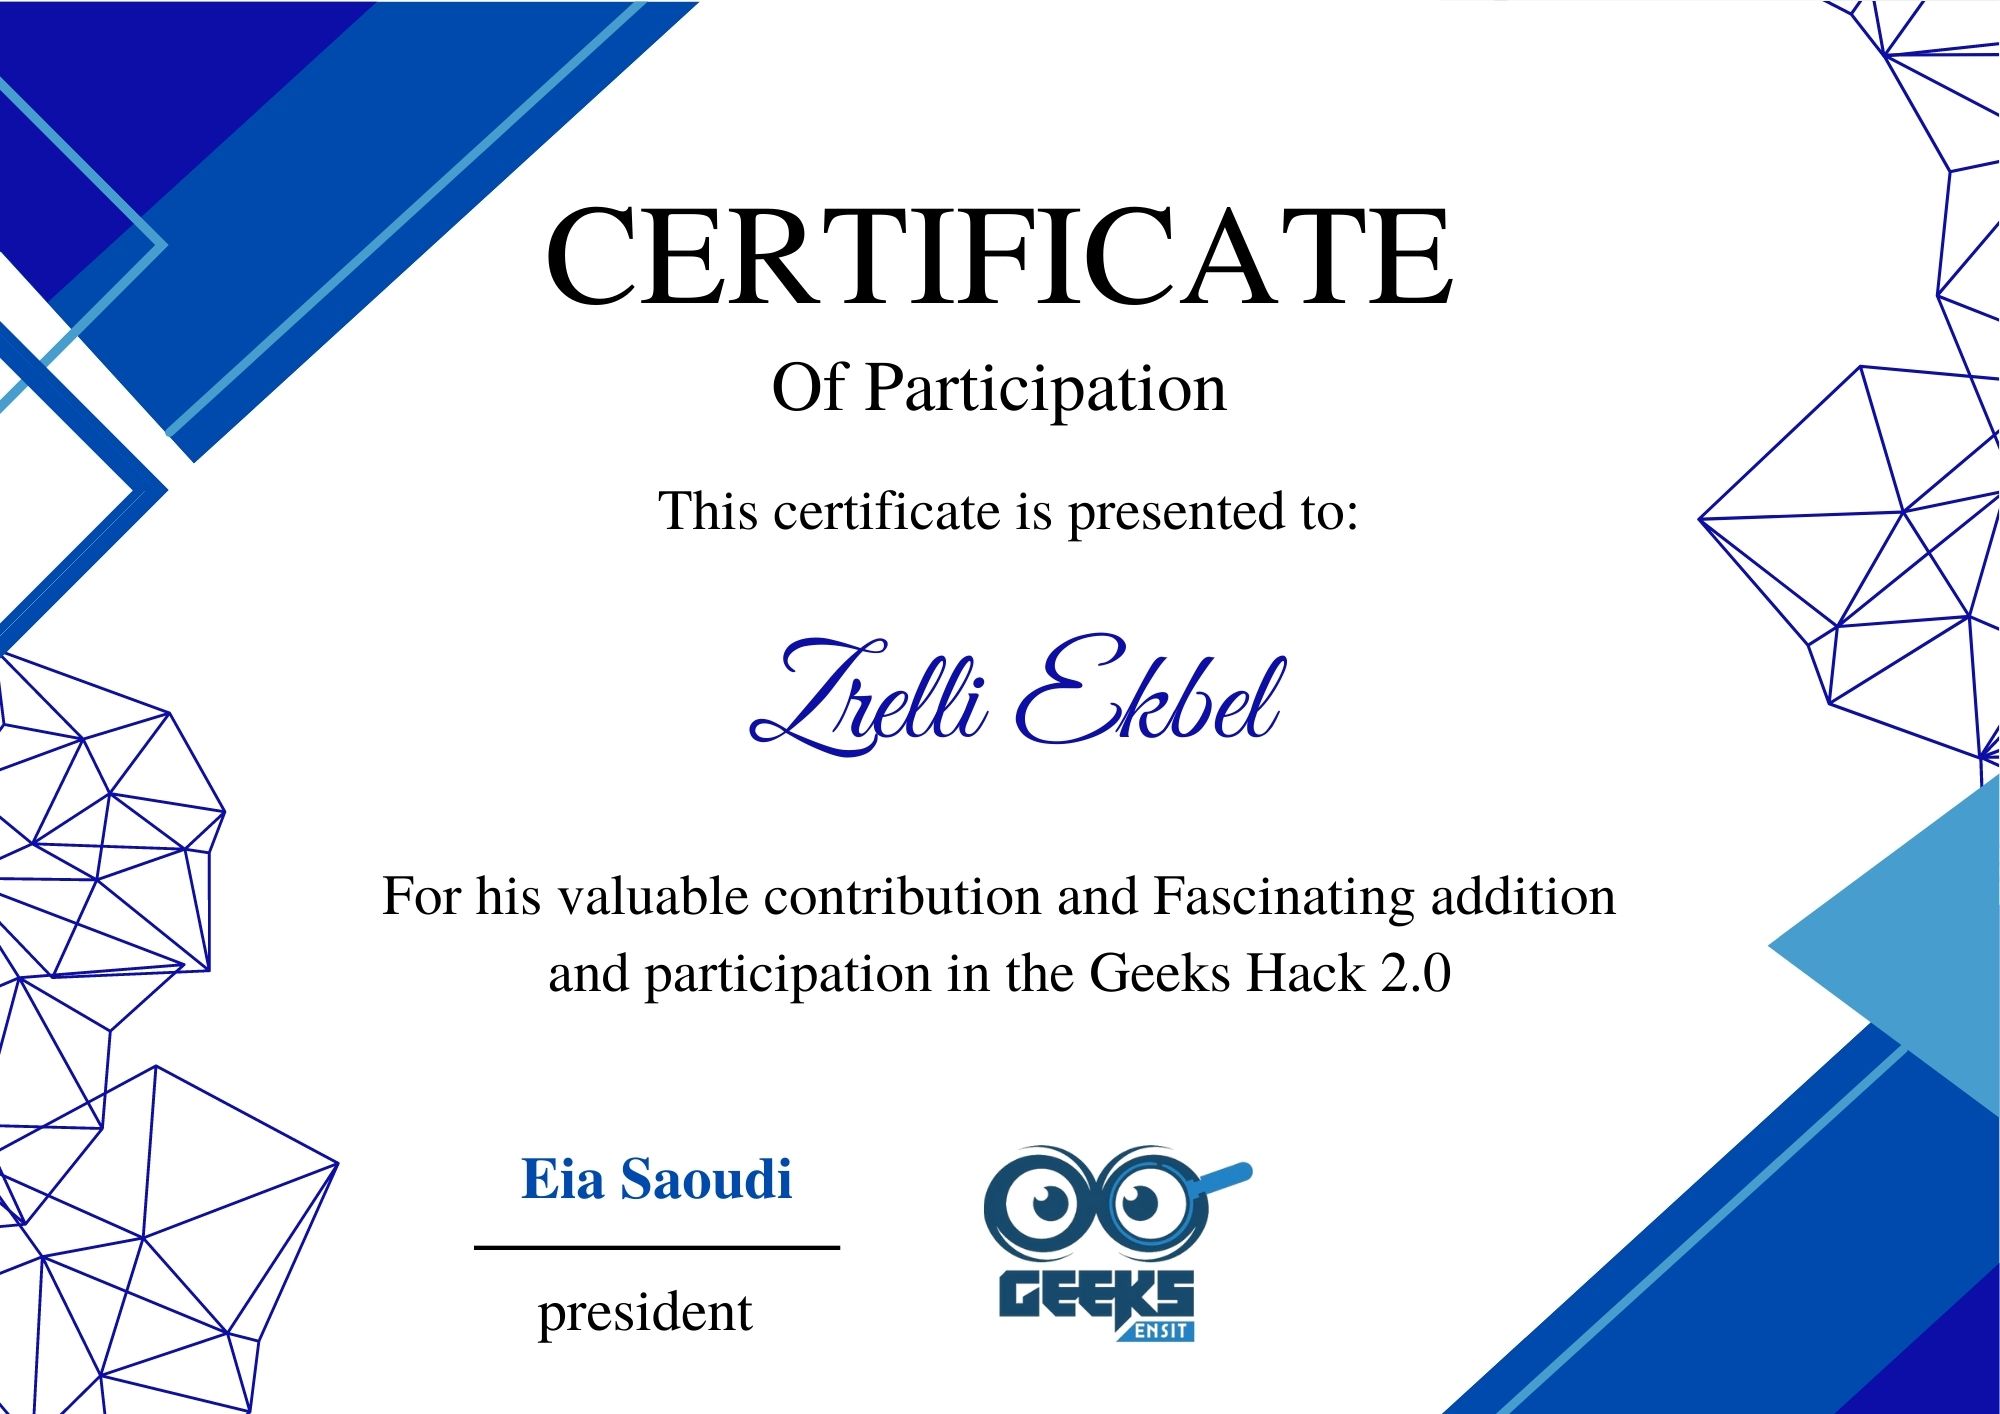 CERTIFICATE
Of Participation
This certificate is presented to:
Zrelli Ekbel
For his valuable contribution and Fascinating addition
and participation in the Geeks Hack 2.0
Eia Saoudi
president
GEEKS
ENSIT